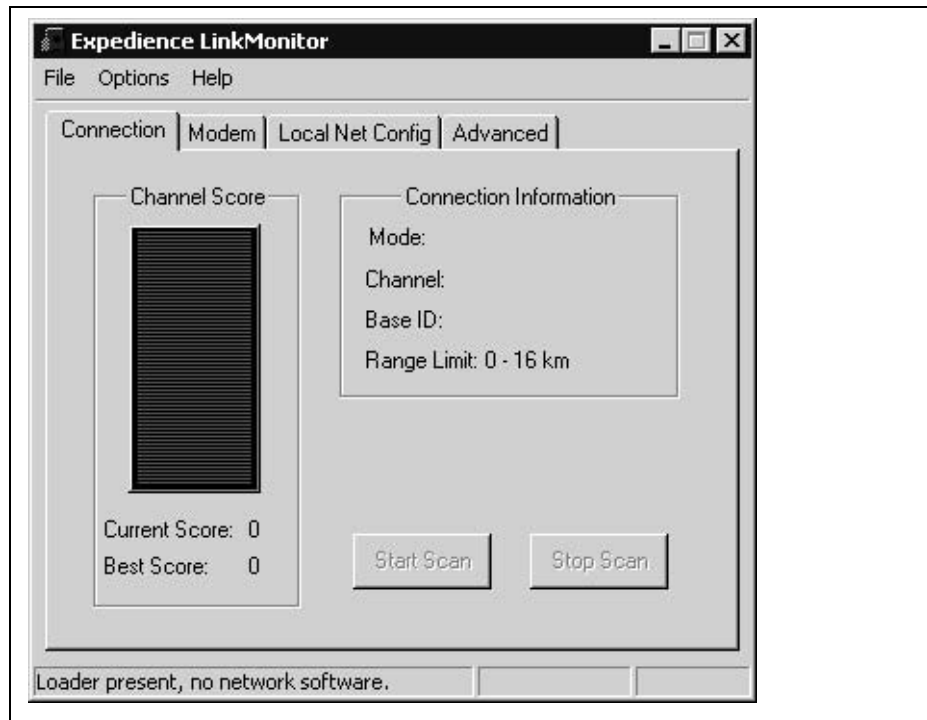 Expedience LinkMonitor
File Options Help
Connection Modem Local Net Config Advanced
Channel Score
Current Score: 0
Best Score: 0
Connection Information
Mode:
Channel:
Base ID:
Range Limit: 0 - 16 km
Start Scan Stop Scan
Loader present, no network software.